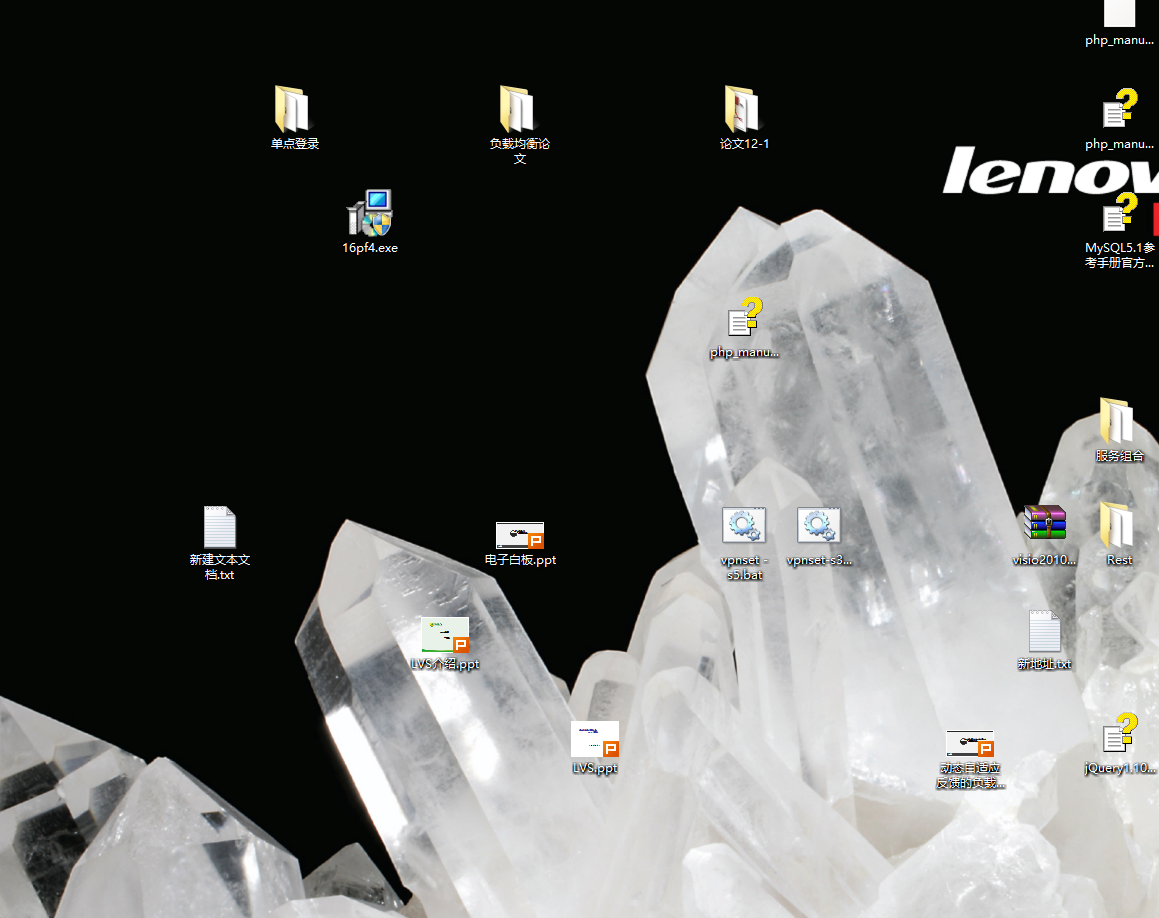 php_manu...
单点登录
负载均衡论
文
论文12-1
php_manu...
lenov
16pf4.exe
MySQL5.1参
考手册官方...
php_manu...
服务组合
新建文本文
档.txt
电子白板.ppt
vpnset -
s5.bat
vpnset-s3...
visio2010...
Rest
LVS介绍.ppt
新地址.txt
LVS.ppt
动态自适应
反馈的负载...
jQuery1.10...